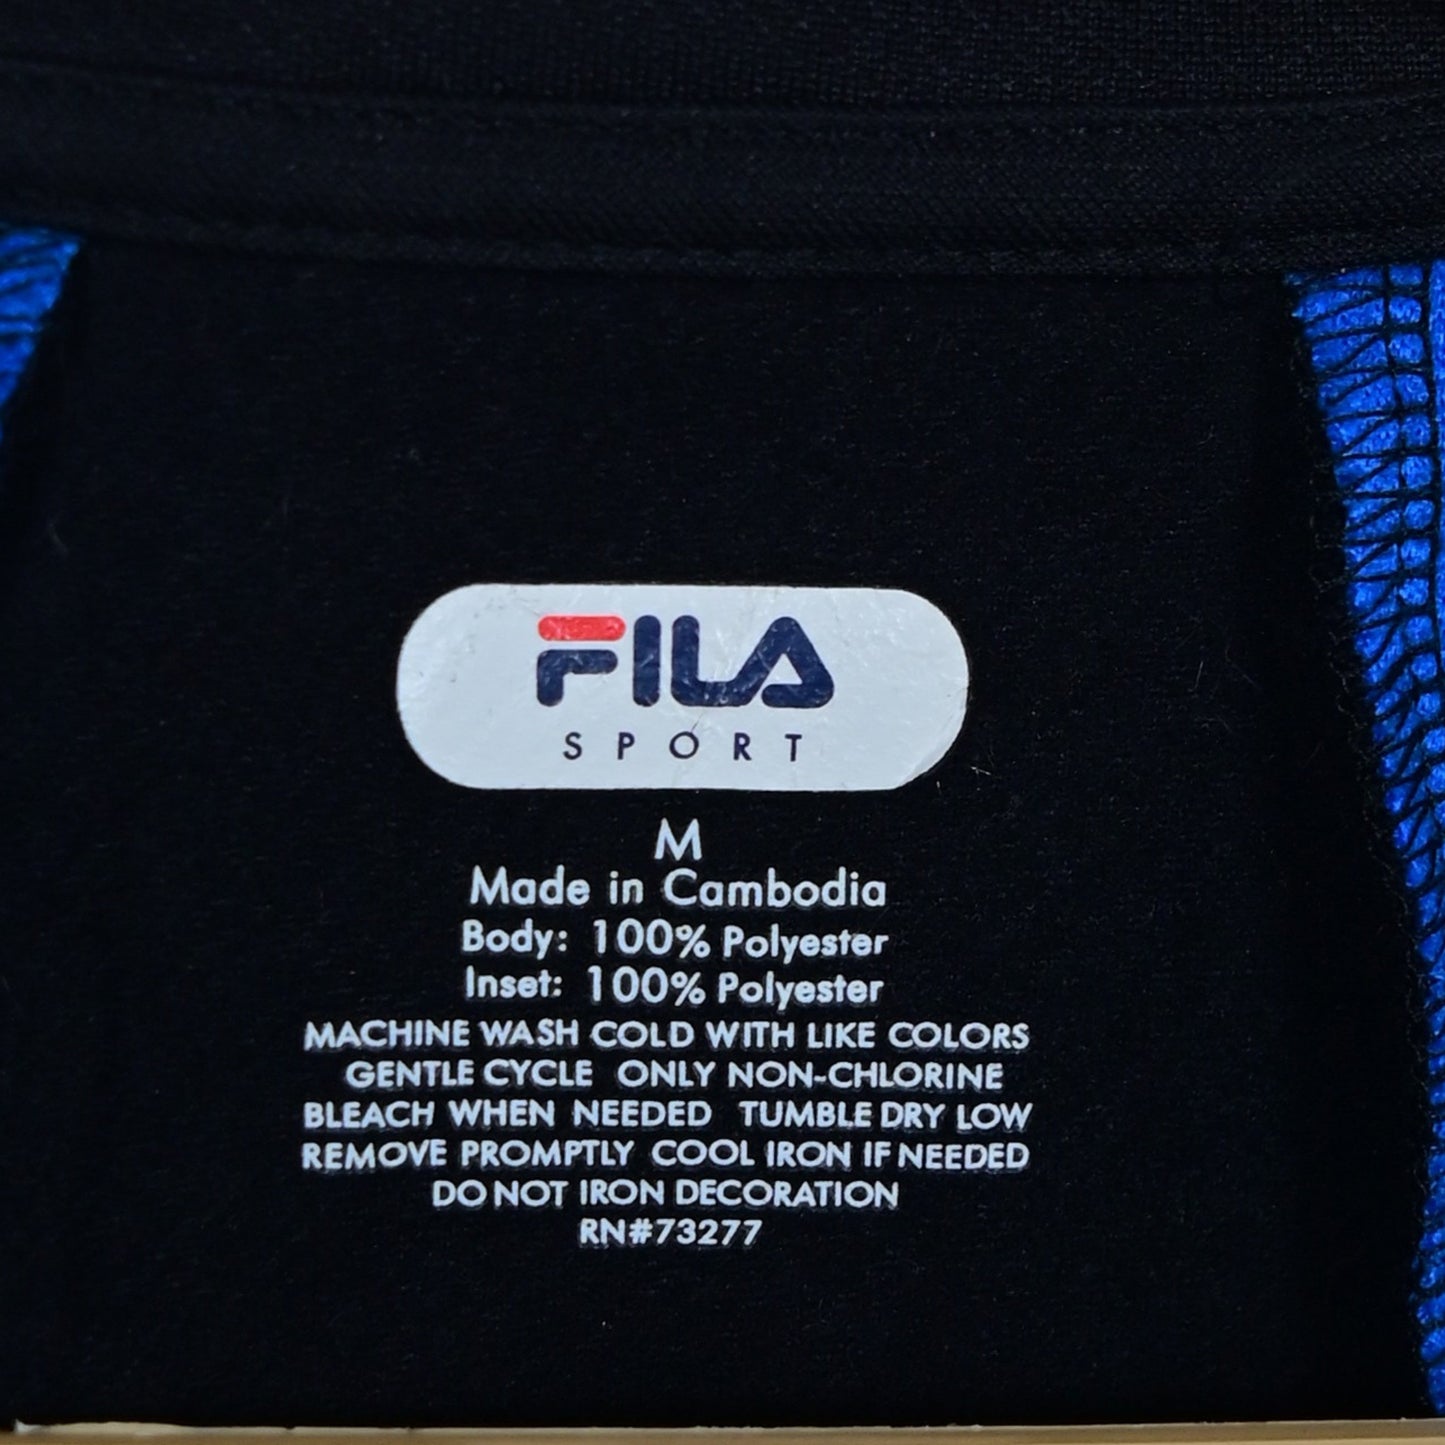 FILA
SPORT
M
Made in Cambodia
Body: 100% Polyester
Inset: 100% Polyester
MACHINE WASH COLD WITH LIKE COLORS
GENTLE CYCLE ONLY NON-CHLORINE
BLEACH WHEN NEEDED TUMBLE DRY LOW
REMOVE PROMPTLY COOL IRON IF NEEDED
DO NOT IRON DECORATION
RN#73277